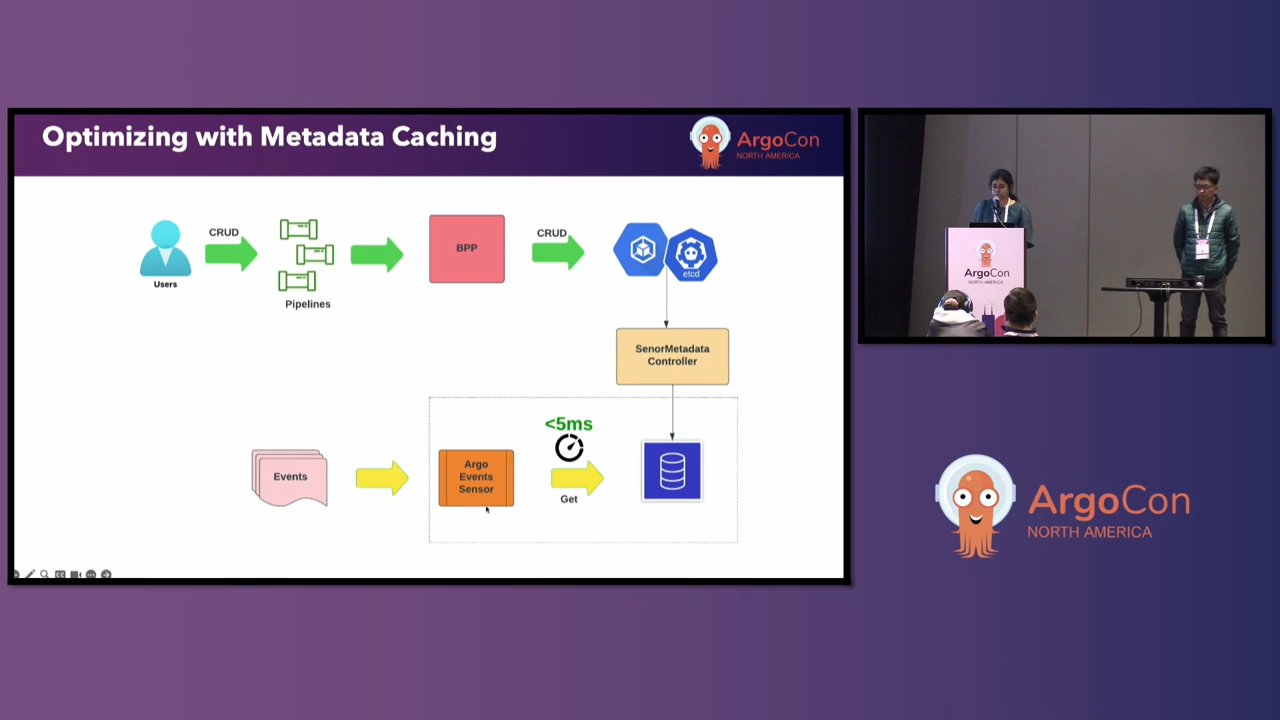 Optimizing with Metadata Caching
ArgoCon
NORTH AMERICA
CRUD
Users
Pipelines
BPP
CRUD
etcd
SenorMetadata
Controller
Events
Argo
Events
Sensor
<5ms
Get
ArgoCon
NORTH AMERICA
ArgoCon
NORTH AMERICA